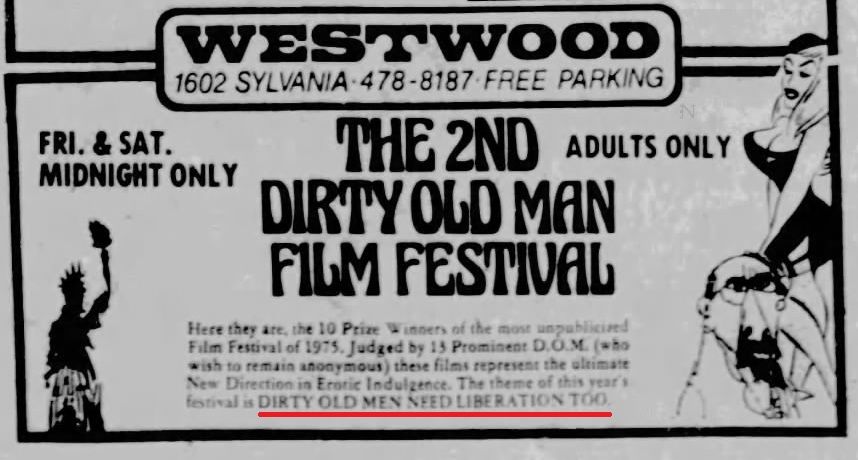 WESTWOOD
1602 SYLVANIA·478-8187·FREE PARKING
FRI. & SAT.
MIDNIGHT ONLY
THE 2ND
DIRTY OLD MAN
FILM FESTIVAL
ADULTS ONLY
Here they are, the 10 Prize Winners of the most unpublicized
Film Festival of 1975. Judged by 13 Prominent D.O.M. (who
wish to remain anonymous) these films represent the ultimate
New Direction in Erotic Indulgence. The theme of this year's
festival is DIRTY OLD MEN NEED LIBERATION TOO.